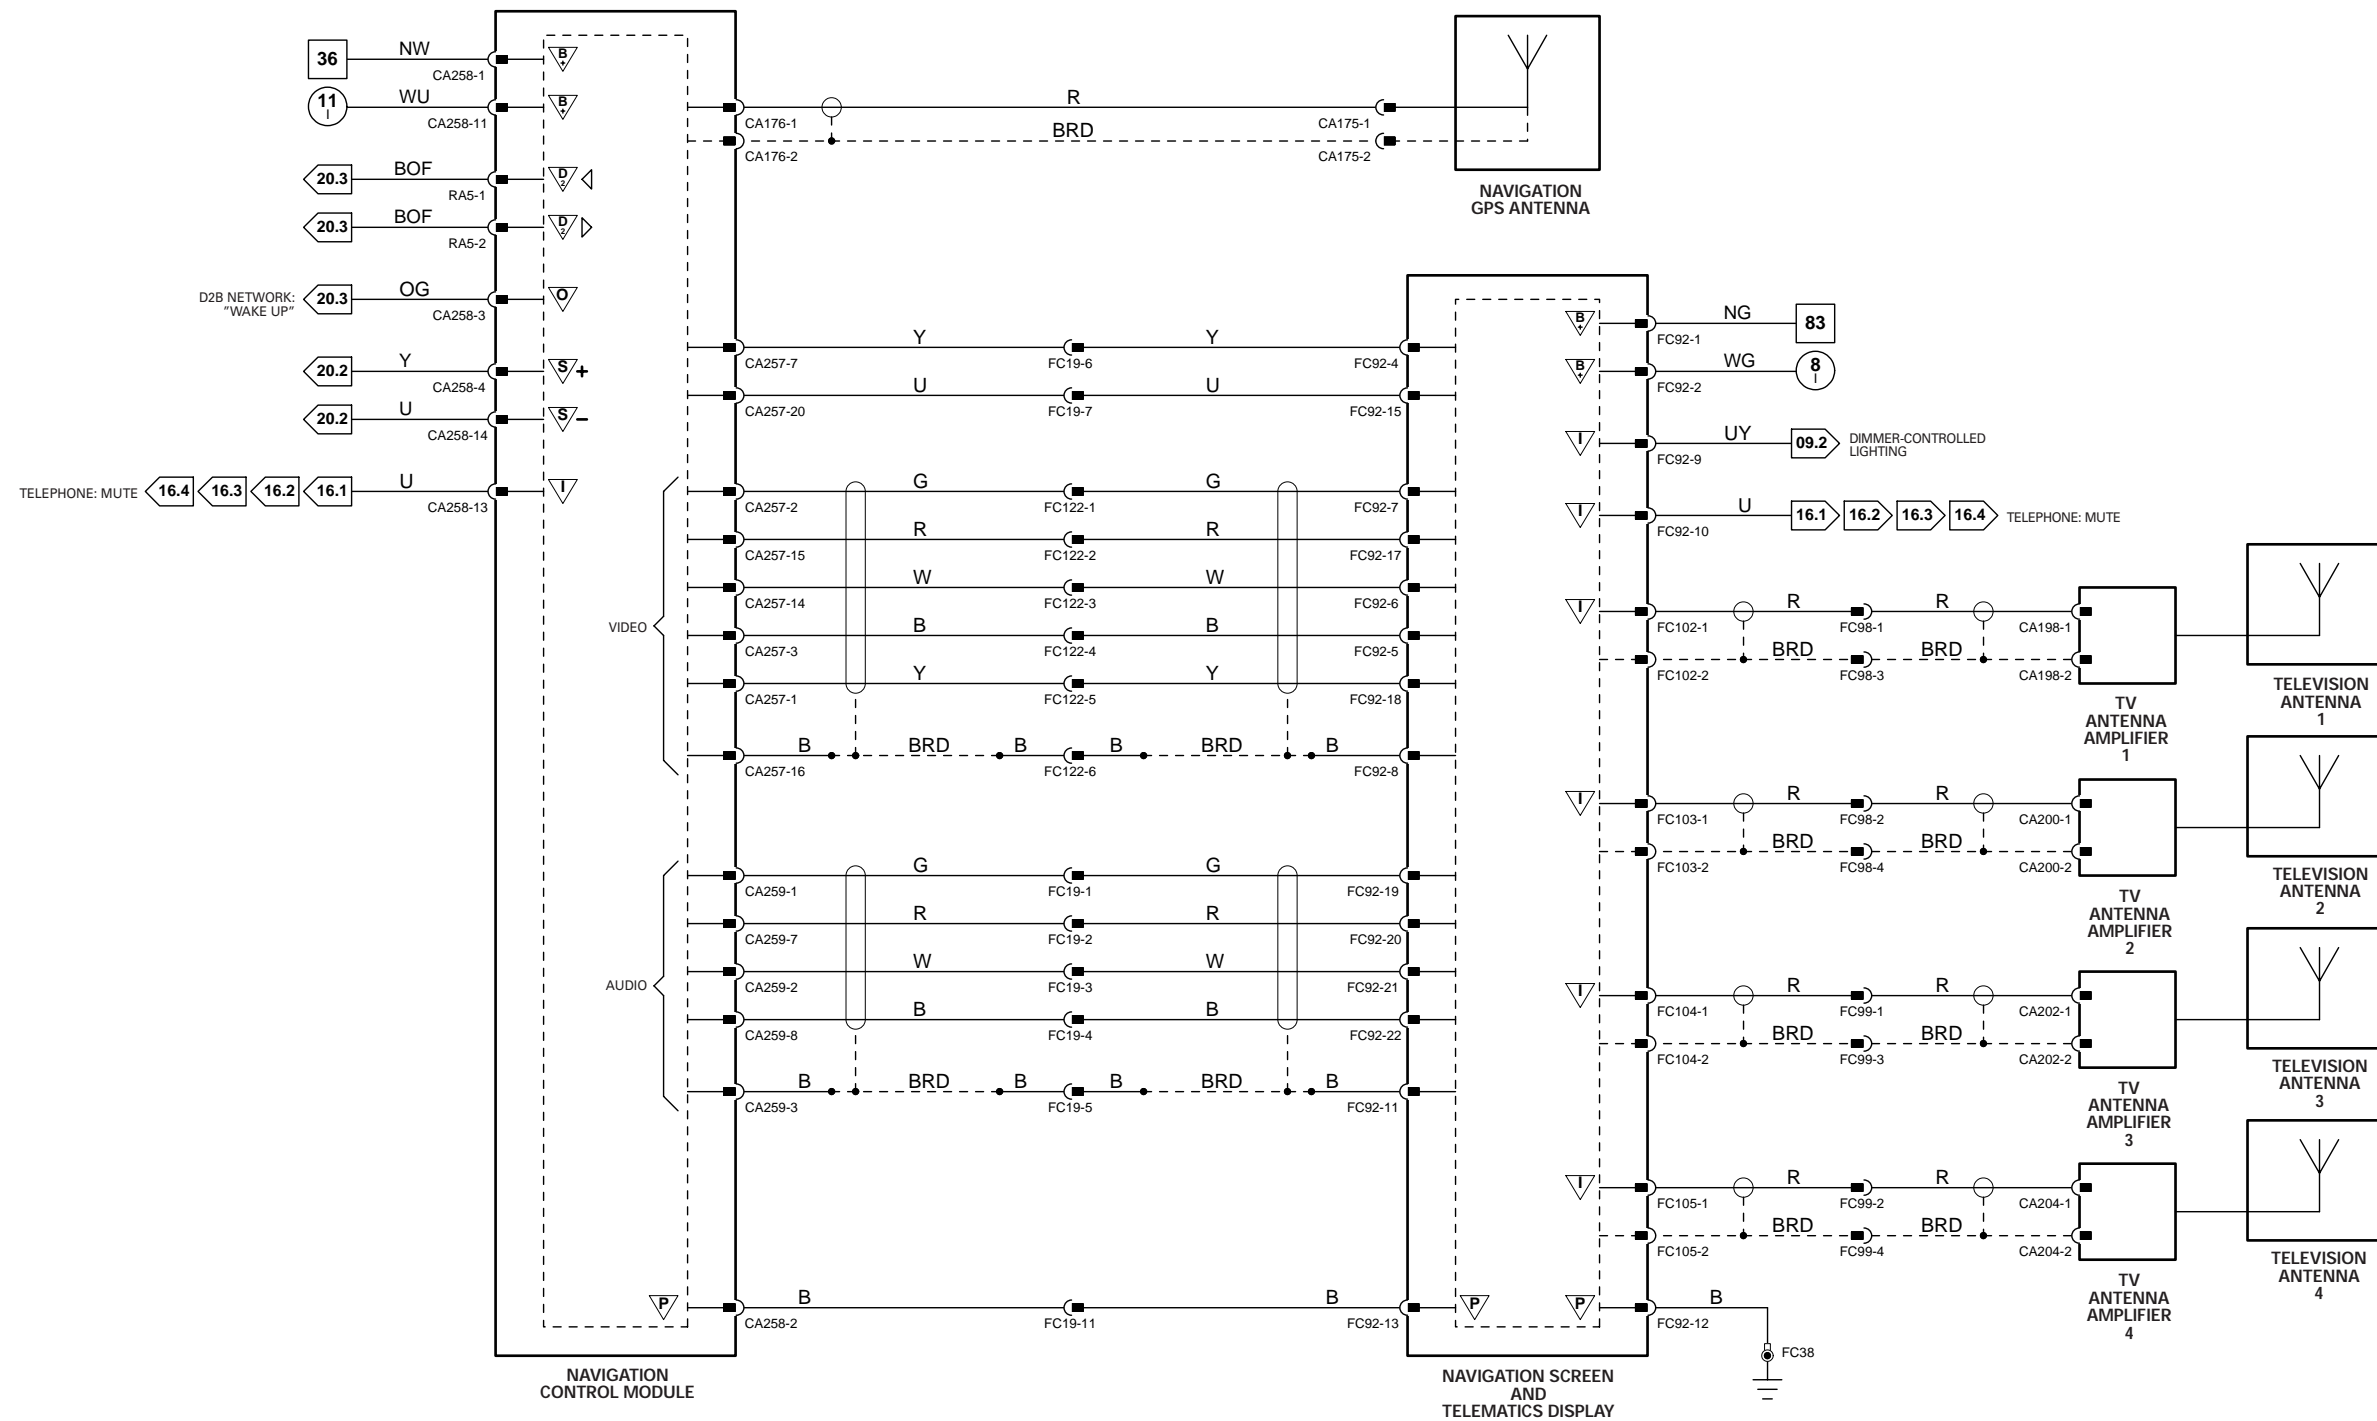 36 NW CA258-1 B+
11 I WU CA258-11 B+
CA176-1 R CA175-1
CA176-2 BRD CA175-2
NAVIGATION
GPS ANTENNA
20.3 BOF RA5-1 D2
20.3 BOF RA5-2 D2
D2B NETWORK:
"WAKE UP"
20.3 OG CA258-3 O
20.2 Y CA258-4 S +
20.2 U CA258-14 S –
TELEPHONE: MUTE 16.4 16.3 16.2 16.1 U CA258-13 I
CA257-7 Y FC19-6 Y FC92-4
CA257-20 U FC19-7 U FC92-15
VIDEO
CA257-2 G FC122-1 G FC92-7
CA257-15 R FC122-2 R FC92-17
CA257-14 W FC122-3 W FC92-6
CA257-3 B FC122-4 B FC92-5
CA257-1 Y FC122-5 Y FC92-18
CA257-16 B BRD B FC122-6 B BRD B FC92-8
AUDIO
CA259-1 G FC19-1 G FC92-19
CA259-7 R FC19-2 R FC92-20
CA259-2 W FC19-3 W FC92-21
CA259-8 B FC19-4 B FC92-22
CA259-3 B BRD B FC19-5 B BRD B FC92-11
P CA258-2 B FC19-11 B FC92-13 P
NAVIGATION
CONTROL MODULE
B+ FC92-1 NG 83
B+ FC92-2 WG 8 I
I FC92-9 UY 09.2 DIMMER-CONTROLLED
LIGHTING
I FC92-10 U 16.1 16.2 16.3 16.4 TELEPHONE: MUTE
I FC102-1 R FC98-1 R CA198-1
FC102-2 BRD FC98-3 BRD CA198-2
TV
ANTENNA
AMPLIFIER
1
TELEVISION
ANTENNA
1
I FC103-1 R FC98-2 R CA200-1
FC103-2 BRD FC98-4 BRD CA200-2
TV
ANTENNA
AMPLIFIER
2
TELEVISION
ANTENNA
2
I FC104-1 R FC99-1 R CA202-1
FC104-2 BRD FC99-3 BRD CA202-2
TV
ANTENNA
AMPLIFIER
3
TELEVISION
ANTENNA
3
I FC105-1 R FC99-2 R CA204-1
FC105-2 BRD FC99-4 BRD CA204-2
TV
ANTENNA
AMPLIFIER
4
TELEVISION
ANTENNA
4
P FC92-12 B
FC38
NAVIGATION SCREEN
AND
TELEMATICS DISPLAY